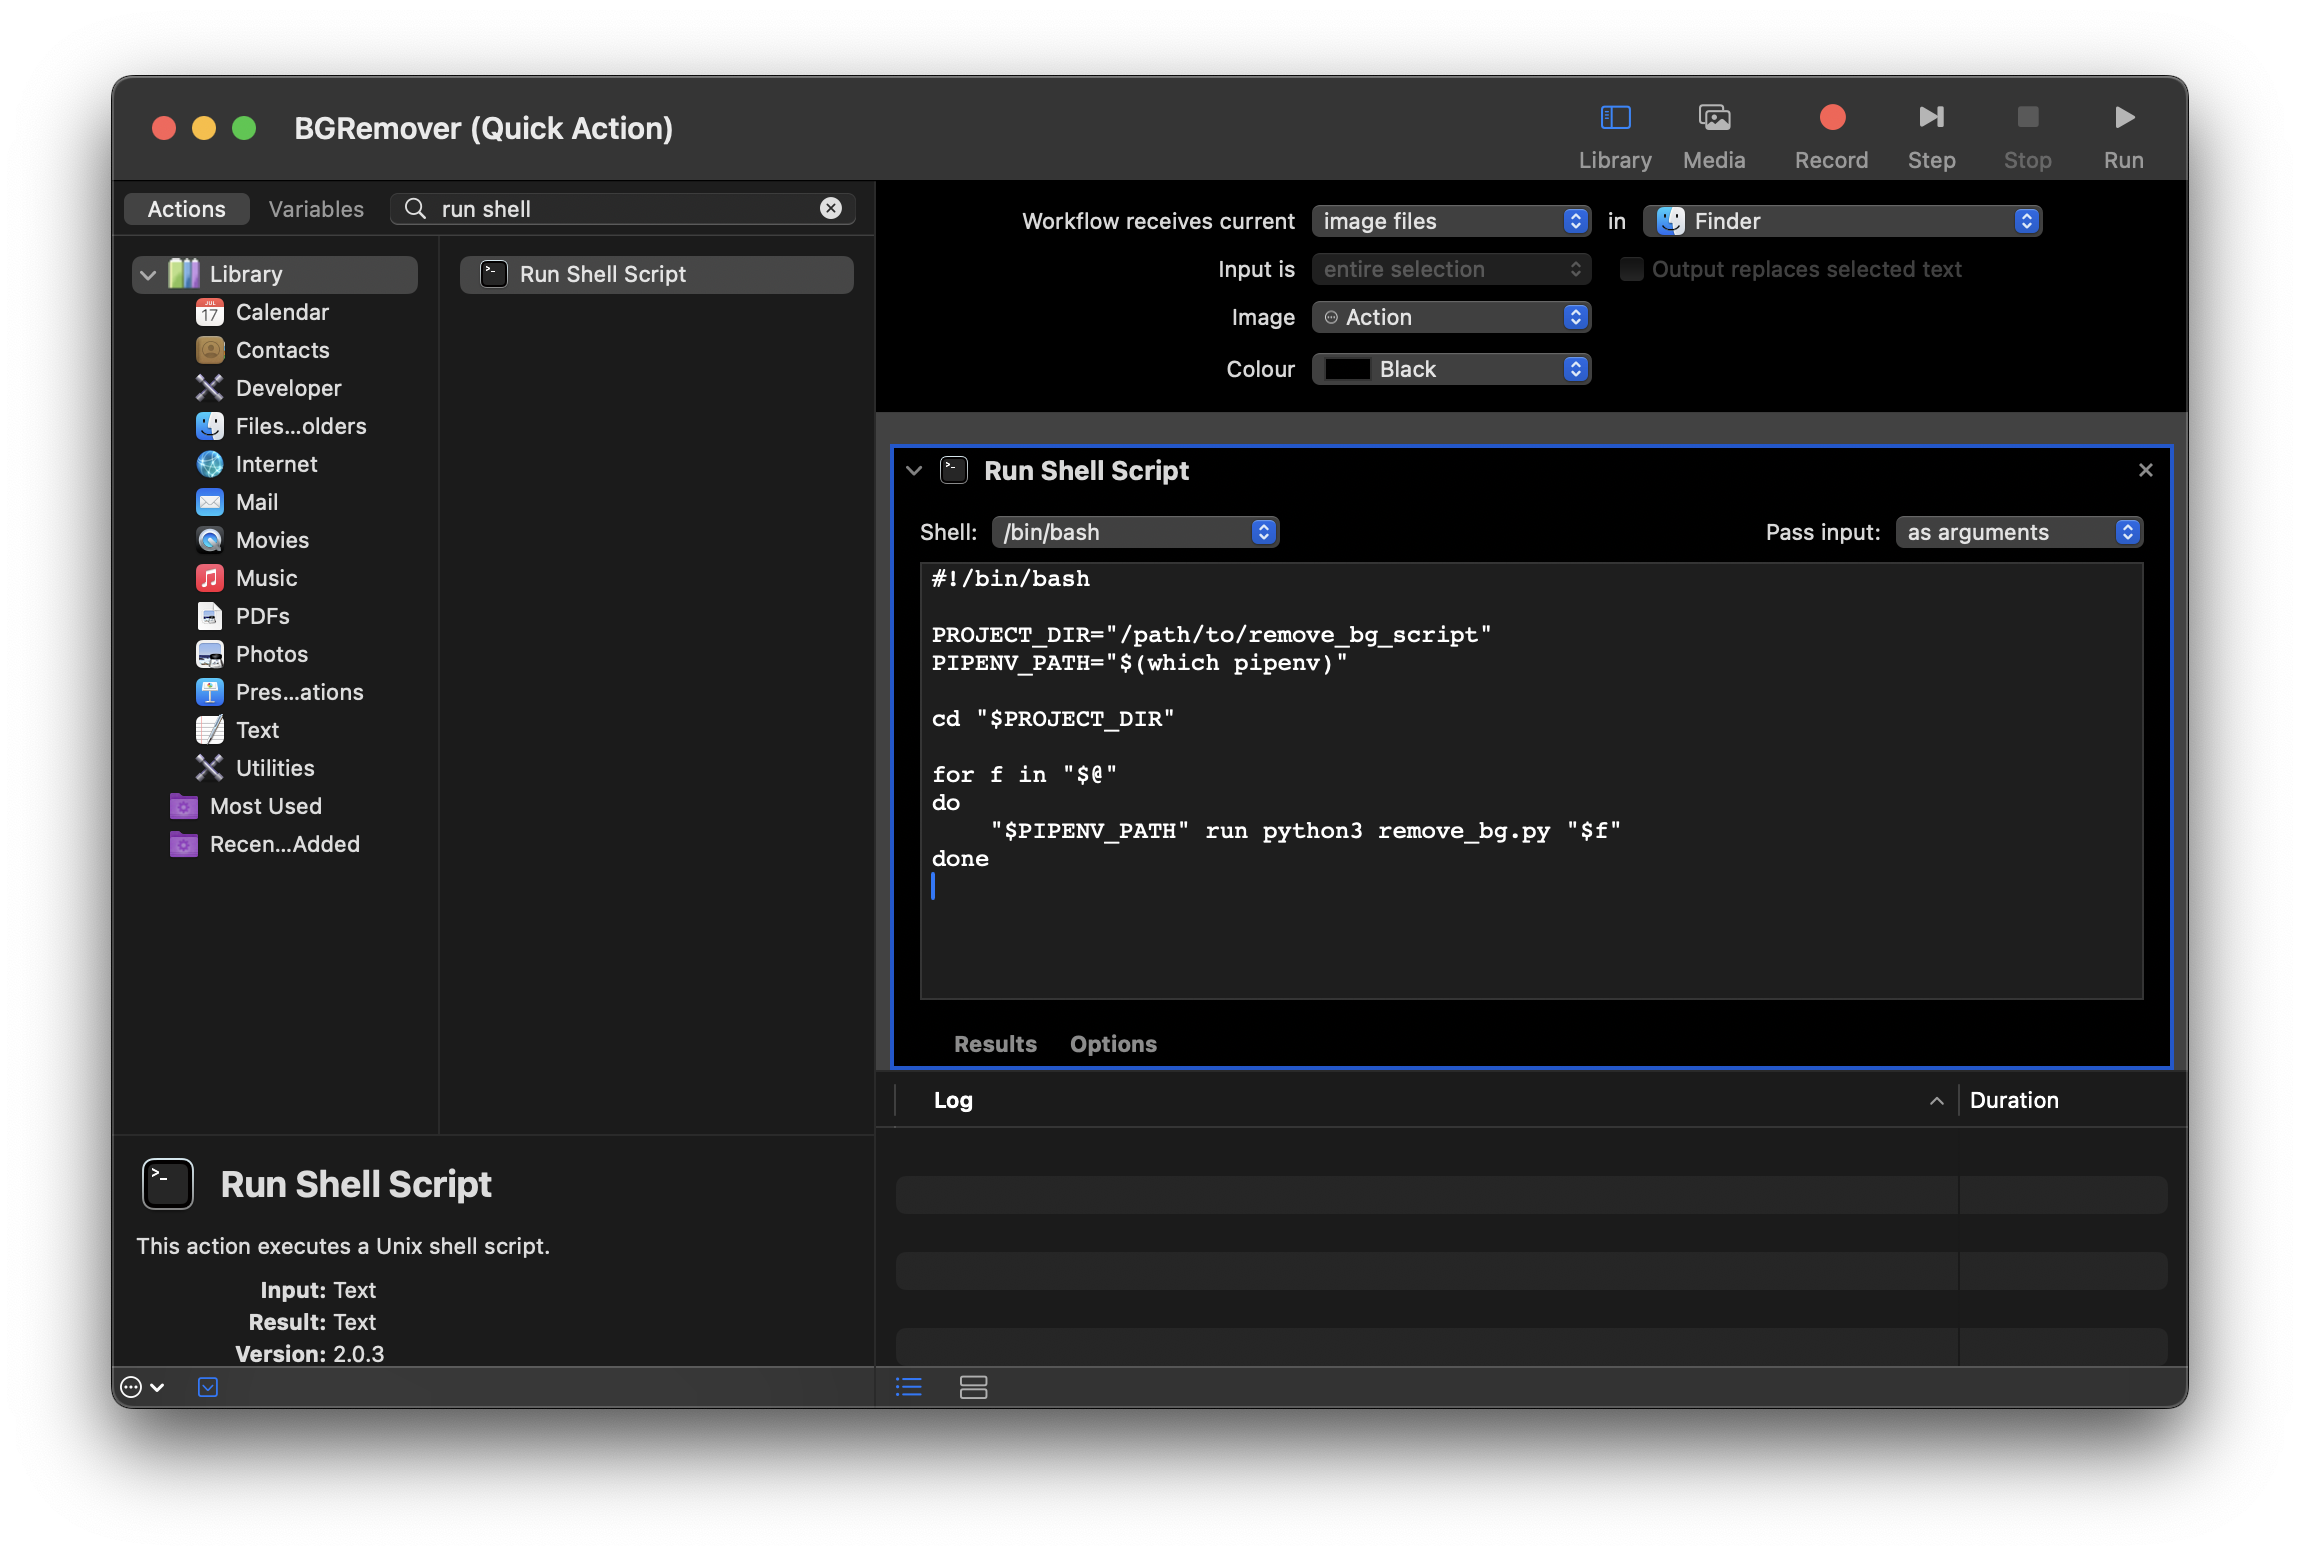 BGRemover (Quick Action)
Library
Media
Record
Step
Stop
Run
Actions
Variables
run shell
Library
JUL
17
Calendar
Contacts
Developer
Files...olders
Internet
Mail
Movies
Music
PDFs
Photos
Pres...ations
Text
Utilities
Most Used
Recen...Added
>- Run Shell Script
Workflow receives current image files in Finder
Input is entire selection Output replaces selected text
Image Action
Colour Black
>- Run Shell Script
Shell: /bin/bash Pass input: as arguments
#!/bin/bash
PROJECT_DIR="/path/to/remove_bg_script"
PIPENV_PATH="$(which pipenv)"
cd "$PROJECT_DIR"
for f in "$@"
do
    "$PIPENV_PATH" run python3 remove_bg.py "$f"
done
Results Options
Log Duration
>- Run Shell Script
This action executes a Unix shell script.
Input: Text
Result: Text
Version: 2.0.3